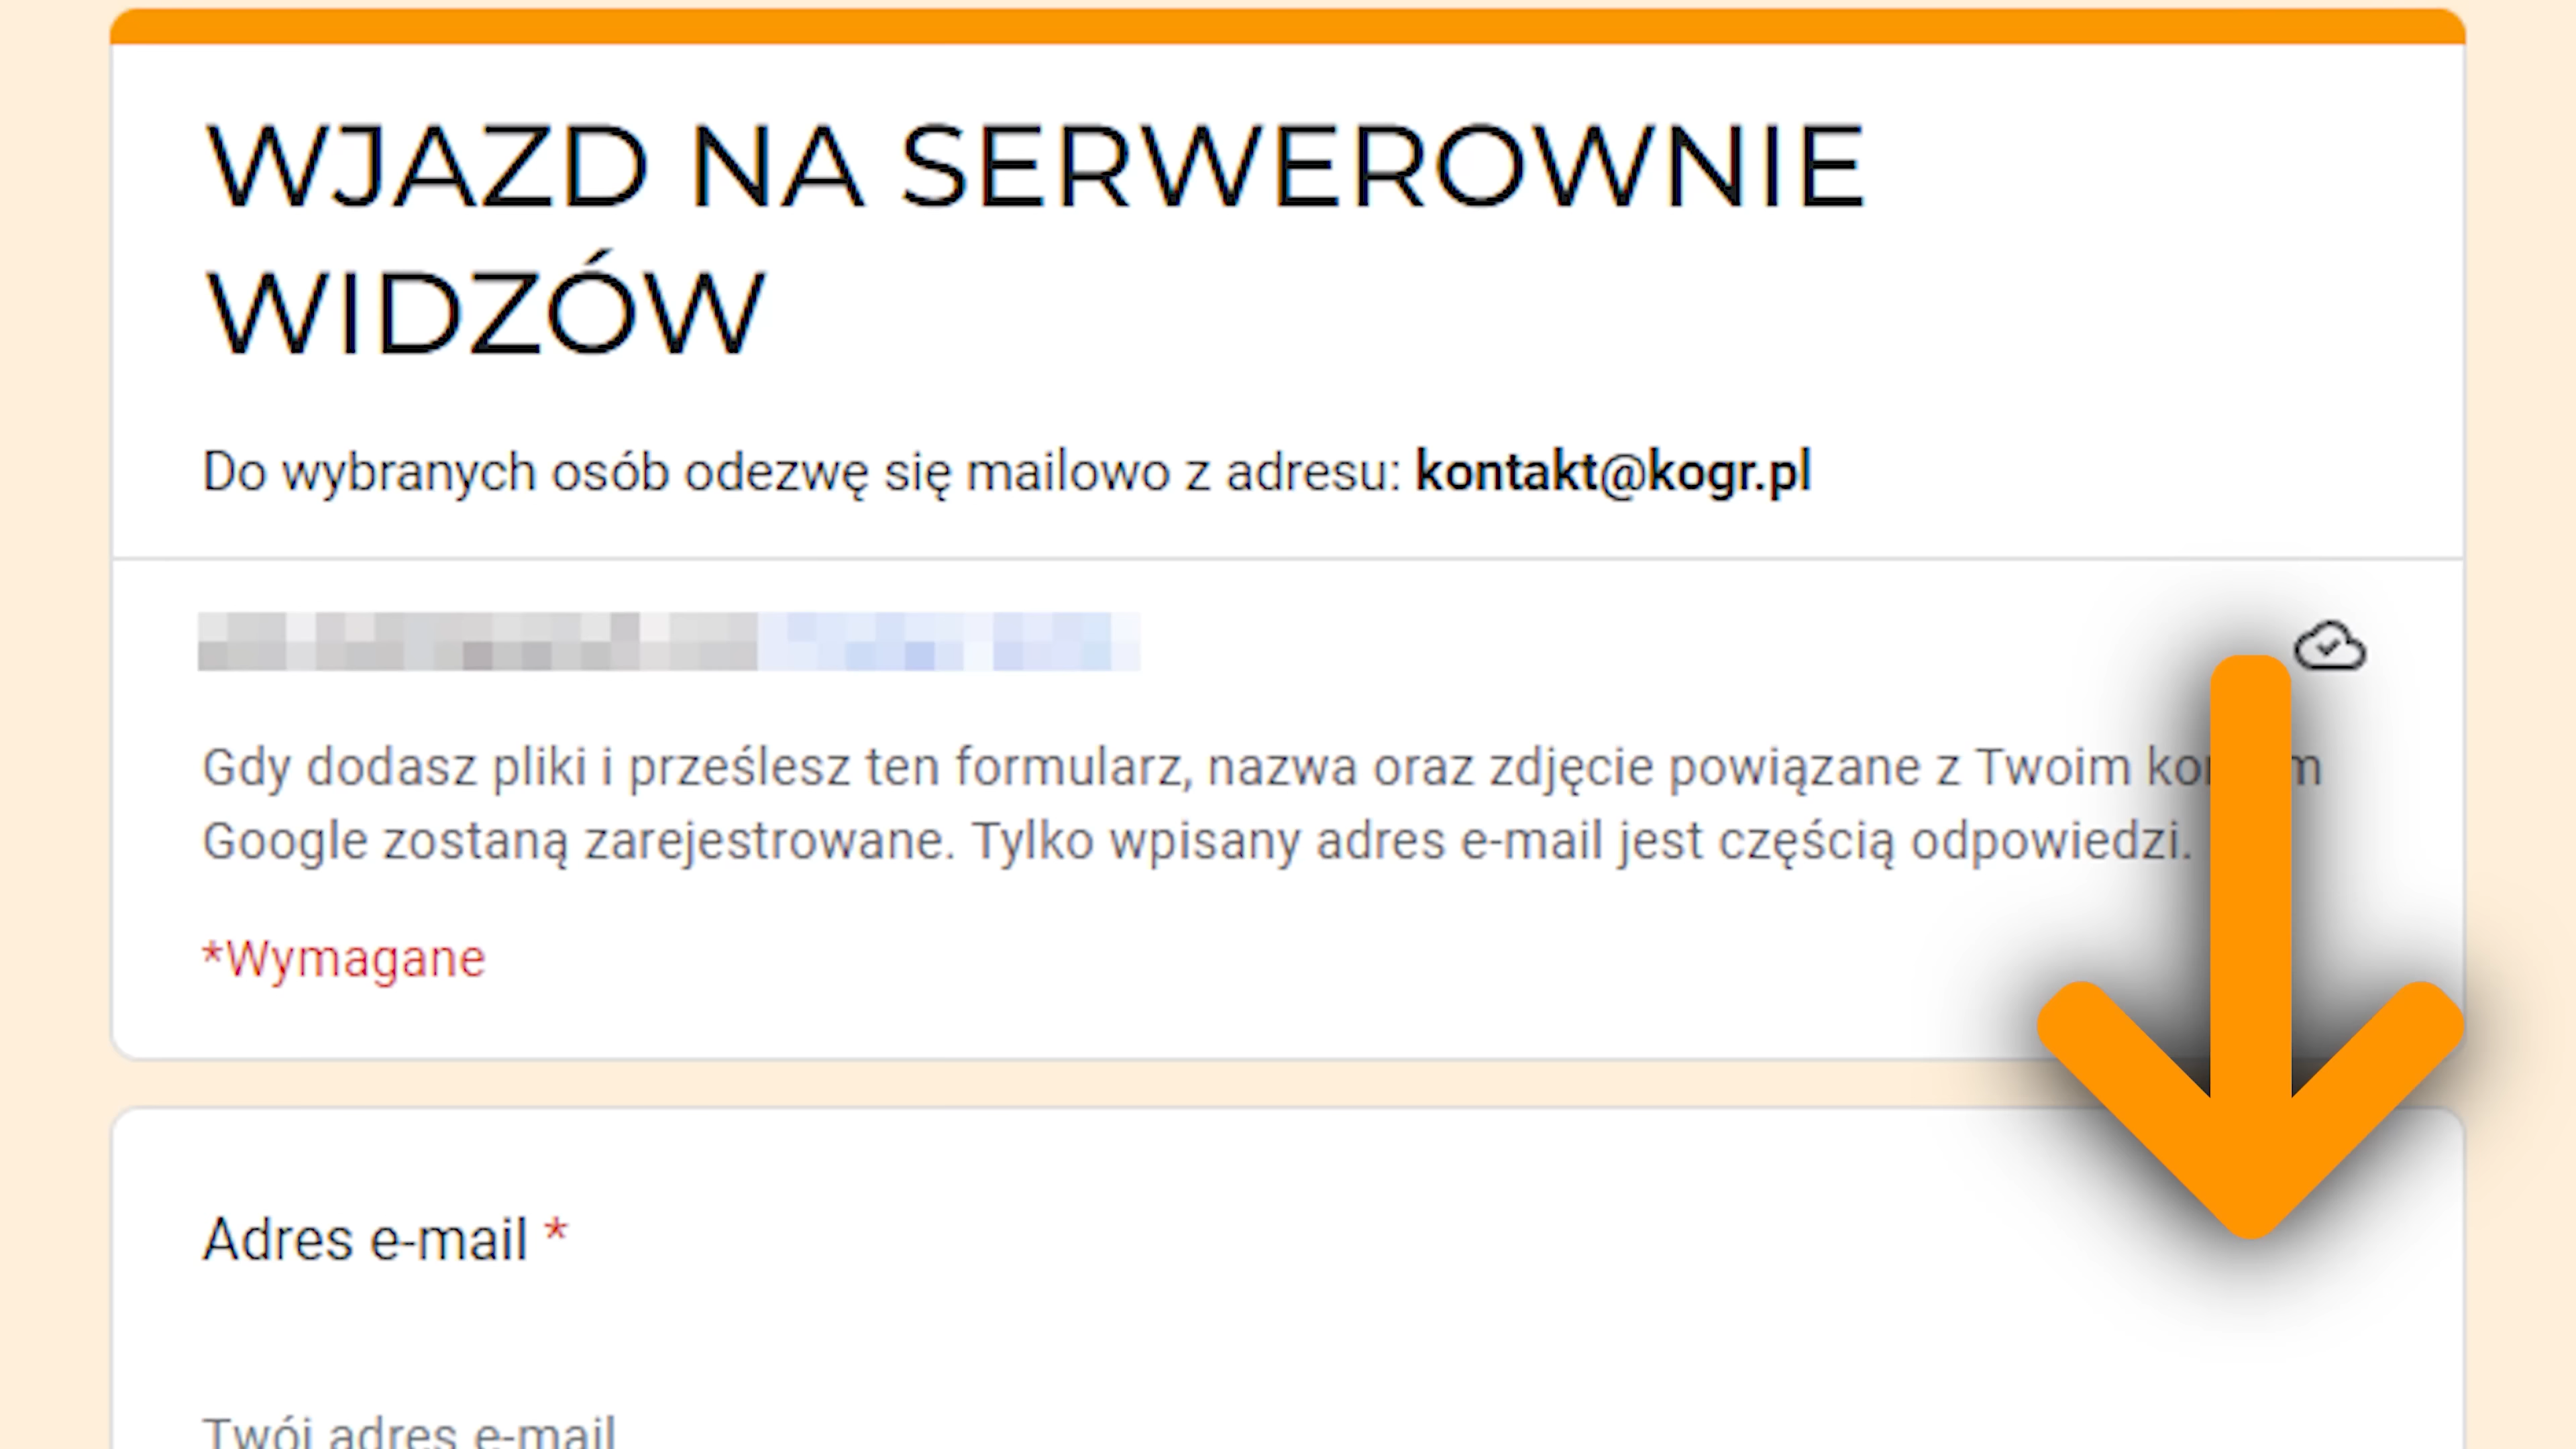 WJAZD NA SERWEROWNIE
WIDZÓW
Do wybranych osób odezwę się mailowo z adresu: kontakt@kogr.pl
Gdy dodasz pliki i prześlesz ten formularz, nazwa oraz zdjęcie powiązane z Twoim
Google zostaną zarejestrowane. Tylko wpisany adres e-mail jest częścią odpowiedzi.
*Wymagane
Adres e-mail *
Twój adres e-mail